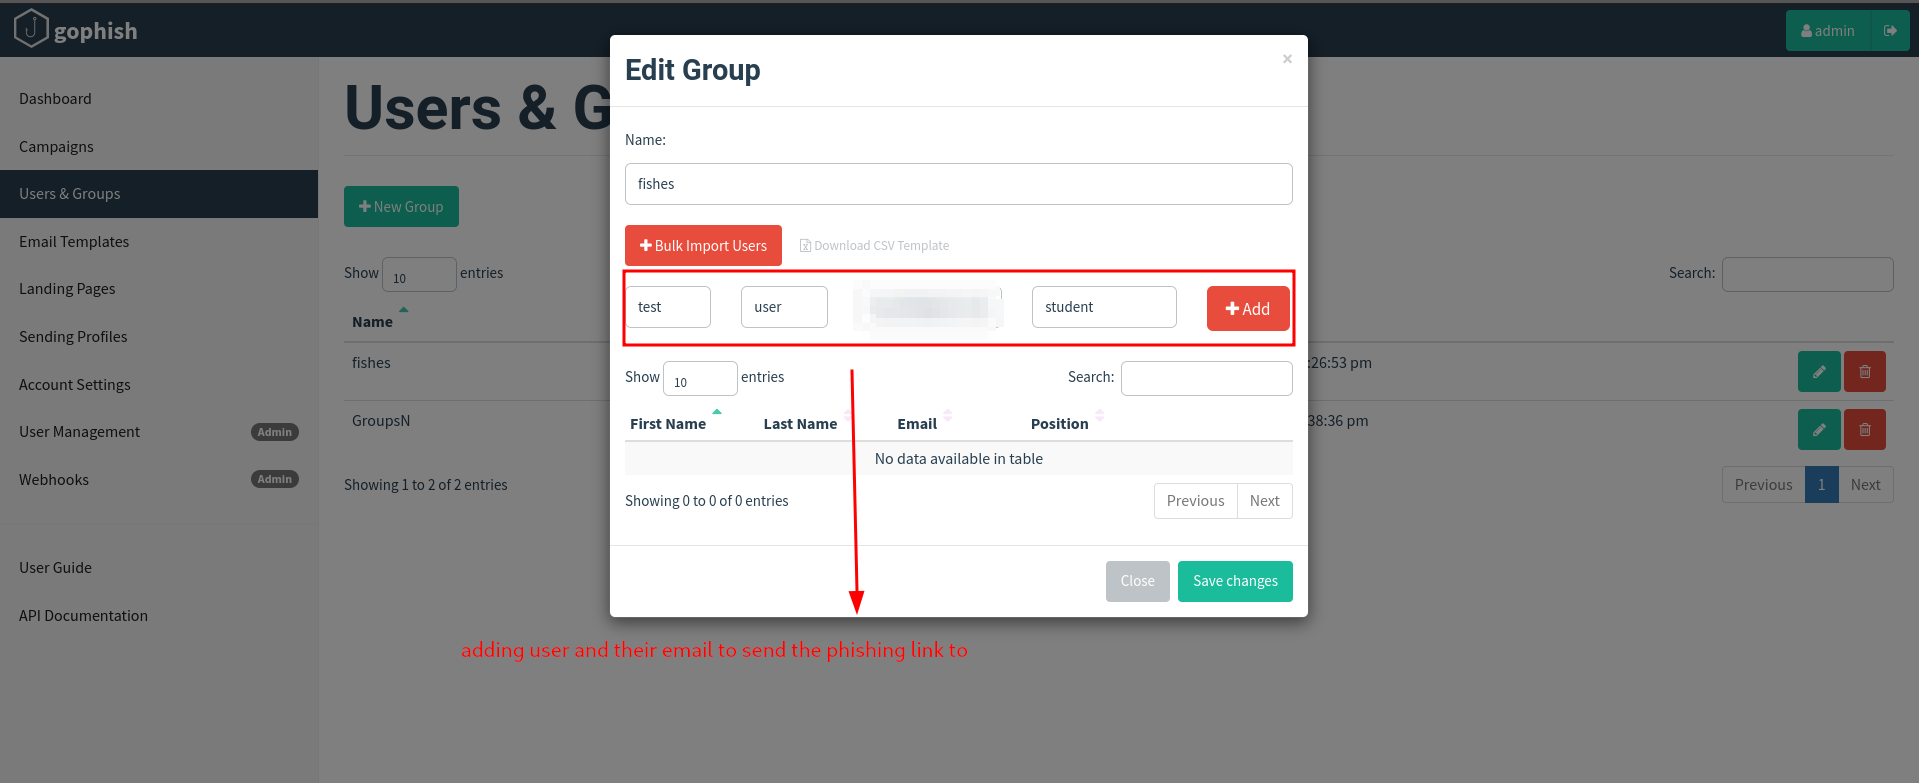 gophish
admin
Dashboard
Campaigns
Users & Groups
Email Templates
Landing Pages
Sending Profiles
Account Settings
User Management Admin
Webhooks Admin
User Guide
API Documentation
Users & G
New Group
Show 10 entries
Search:
Name
fishes
:26:53 pm
GroupsN
38:36 pm
Showing 1 to 2 of 2 entries
Previous 1 Next
Edit Group
×
Name:
fishes
Bulk Import Users Download CSV Template
test user student Add
Show 10 entries Search:
First Name Last Name Email Position
No data available in table
Showing 0 to 0 of 0 entries Previous Next
Close Save changes
adding user and their email to send the phishing link to